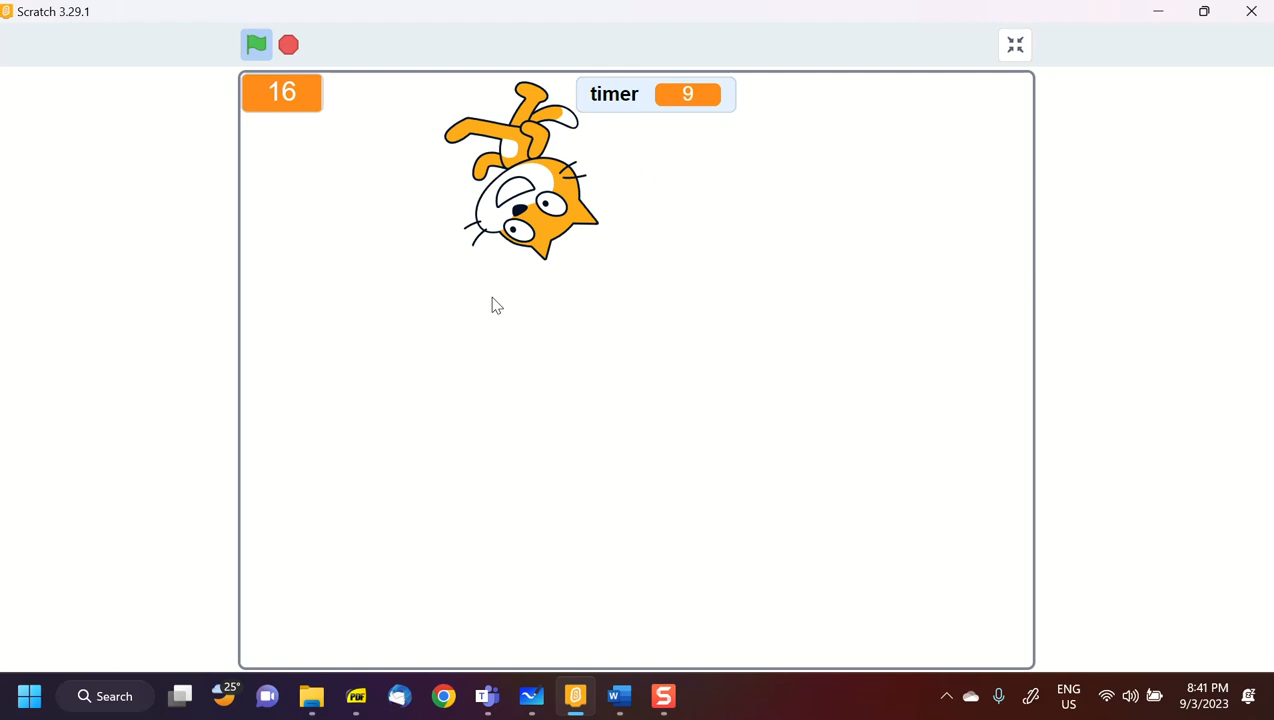 Scratch 3.29.1
16
timer 9
25°
Search
ENG
US
8:41 PM
9/3/2023